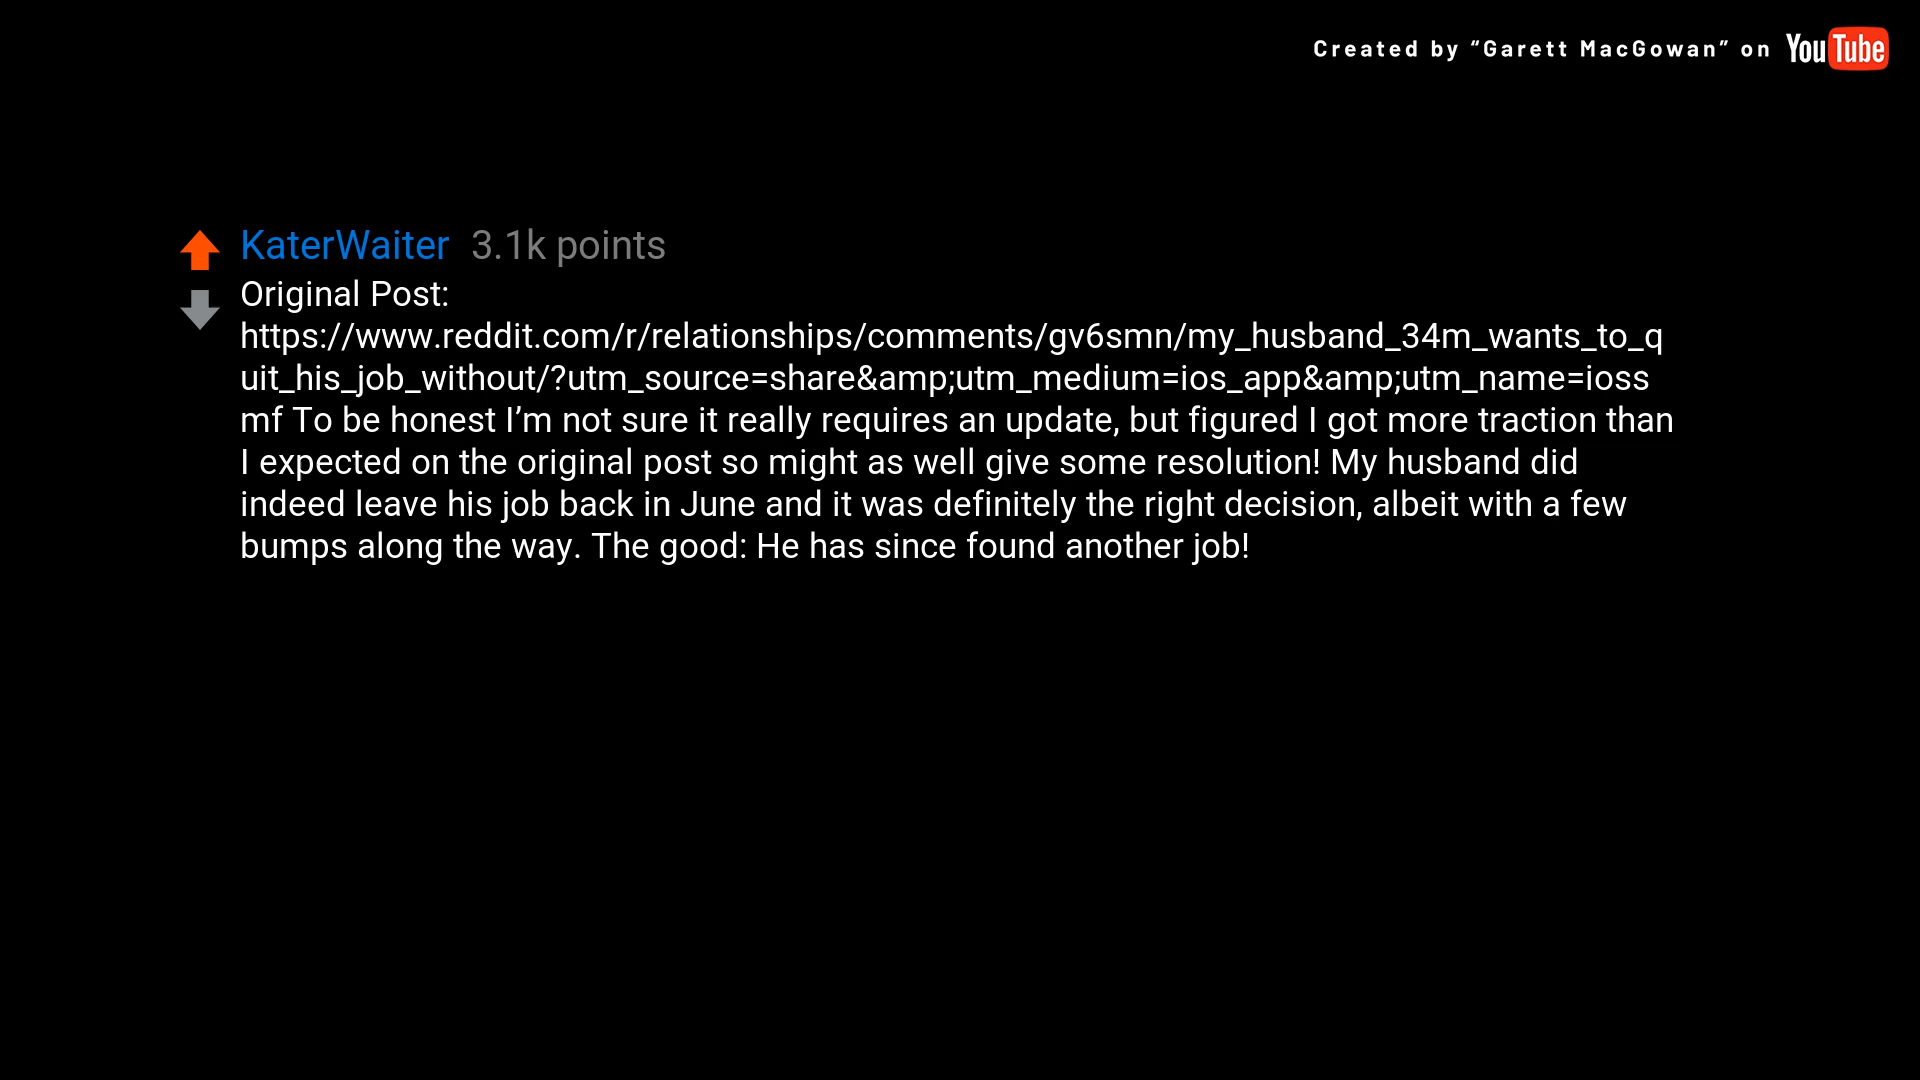 Created by “Garett MacGowan” on YouTube
KaterWaiter 3.1k points
Original Post:
https://www.reddit.com/r/relationships/comments/gv6smn/my_husband_34m_wants_to_q
uit_his_job_without/?utm_source=share&amp;utm_medium=ios_app&amp;utm_name=ioss
mf To be honest I’m not sure it really requires an update, but figured I got more traction than
I expected on the original post so might as well give some resolution! My husband did
indeed leave his job back in June and it was definitely the right decision, albeit with a few
bumps along the way. The good: He has since found another job!